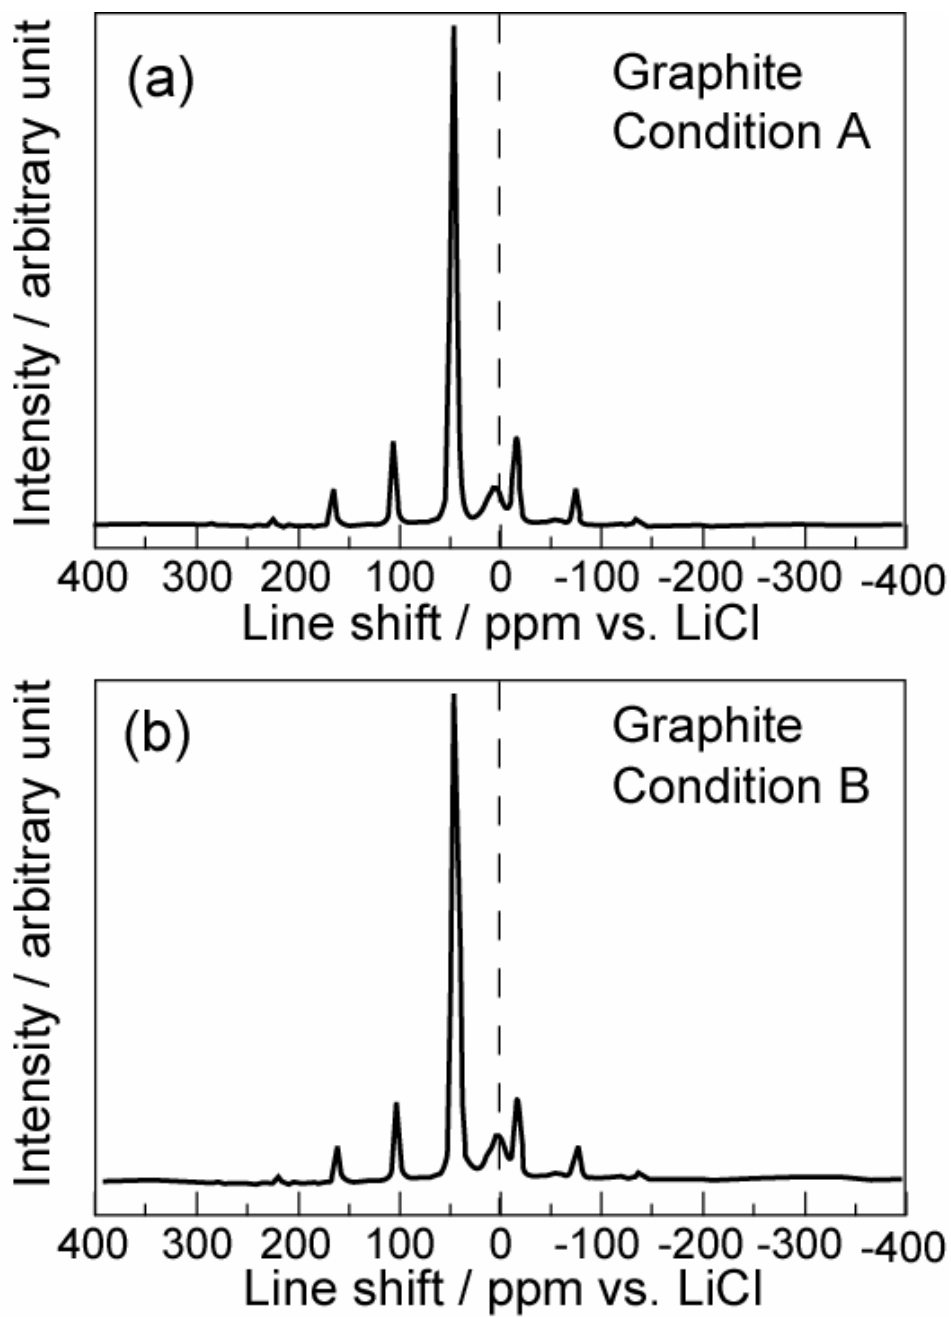 (a)
Graphite
Condition A
Intensity / arbitrary unit
400 300 200 100 0 -100 -200 -300 -400
Line shift / ppm vs. LiCl
(b)
Graphite
Condition B
Intensity / arbitrary unit
400 300 200 100 0 -100 -200 -300 -400
Line shift / ppm vs. LiCl